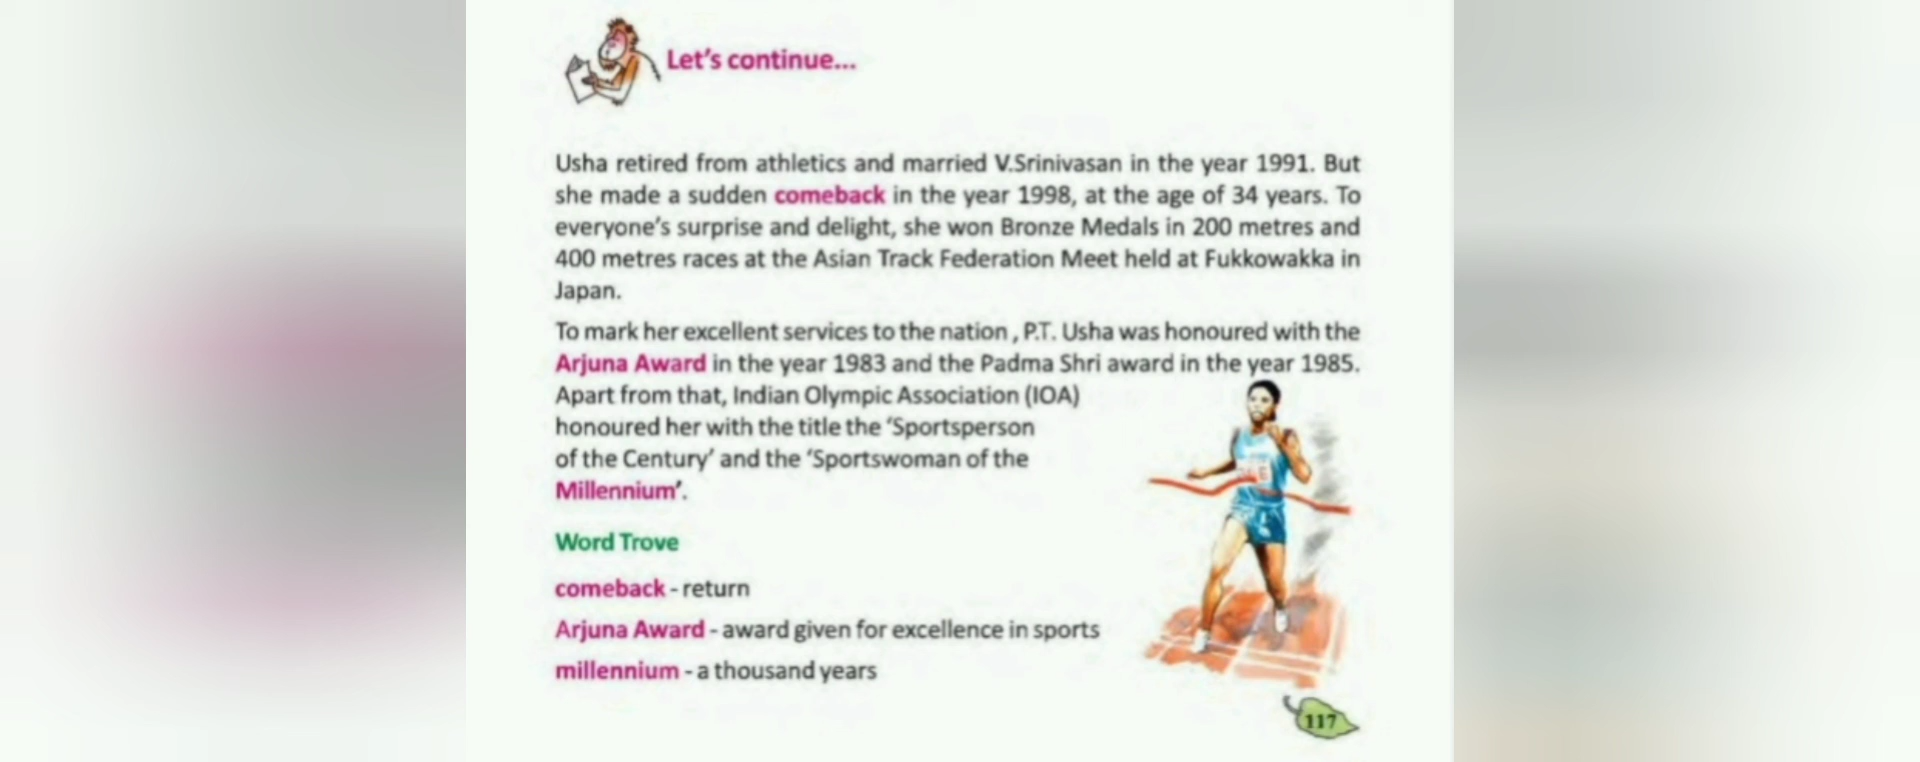 Let's continue...
Usha retired from athletics and married V.Srinivasan in the year 1991. But
she made a sudden comeback in the year 1998, at the age of 34 years. To
everyone's surprise and delight, she won Bronze Medals in 200 metres and
400 metres races at the Asian Track Federation Meet held at Fukkowakka in
Japan.
To mark her excellent services to the nation , P.T. Usha was honoured with the
Arjuna Award in the year 1983 and the Padma Shri award in the year 1985.
Apart from that, Indian Olympic Association (IOA)
honoured her with the title the 'Sportsperson
of the Century' and the 'Sportswoman of the
Millennium'.
Word Trove
comeback - return
Arjuna Award - award given for excellence in sports
millennium - a thousand years
117